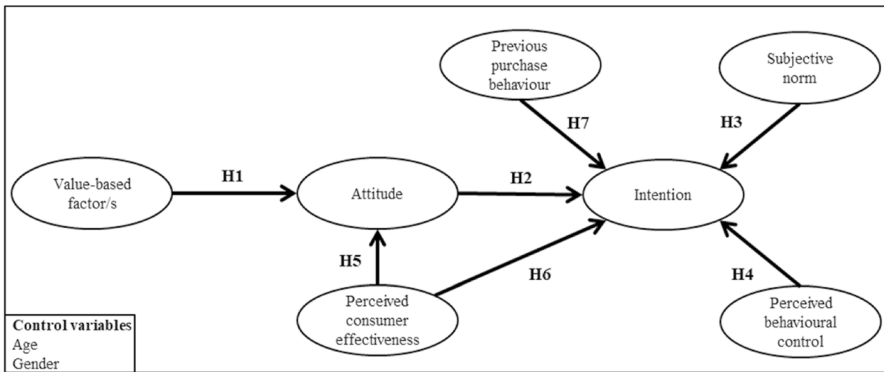 Previous
purchase
behaviour
Subjective
norm
H7
H3
Value-based
factor/s
H1
Attitude
H2
Intention
H5
H6
H4
Perceived
consumer
effectiveness
Perceived
behavioural
control
Control variables
Age
Gender